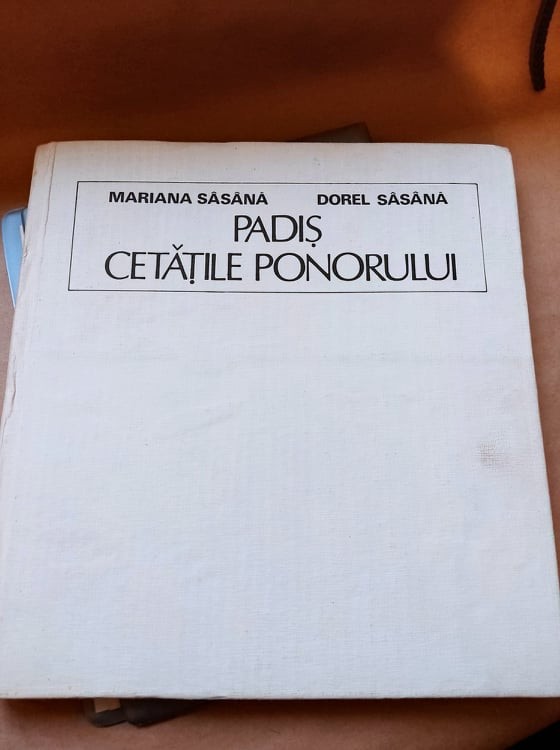 MARIANA SÂSÂNĂ DOREL SÂSÂNĂ
PADIȘ
CETĂȚILE PONORULUI